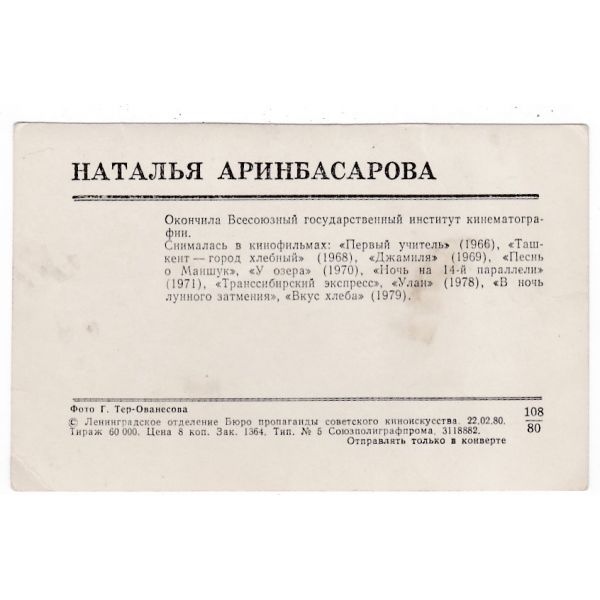 НАТАЛЬЯ АРИНБАСАРОВА
Окончила Всесоюзный государственный институт кинематогра-
фии.
Снималась в кинофильмах: «Первый учитель» (1966), «Таш-
кент — город хлебный» (1968), «Джамиля» (1969), «Песнь
о Маншук», «У озера» (1970), «Ночь на 14-й параллели»
(1971), «Транссибирский экспресс», «Улан» (1978), «В ночь
лунного затмения», «Вкус хлеба» (1979).
Фото Г. Тер-Ованесова
© Ленинградское отделение Бюро пропаганды советского киноискусства. 22.02.80.
Тираж 60 000. Цена 8 коп. Зак. 1364. Тип. № 5 Союзполиграфпрома. 3118882.
Отправлять только в конверте
108
80